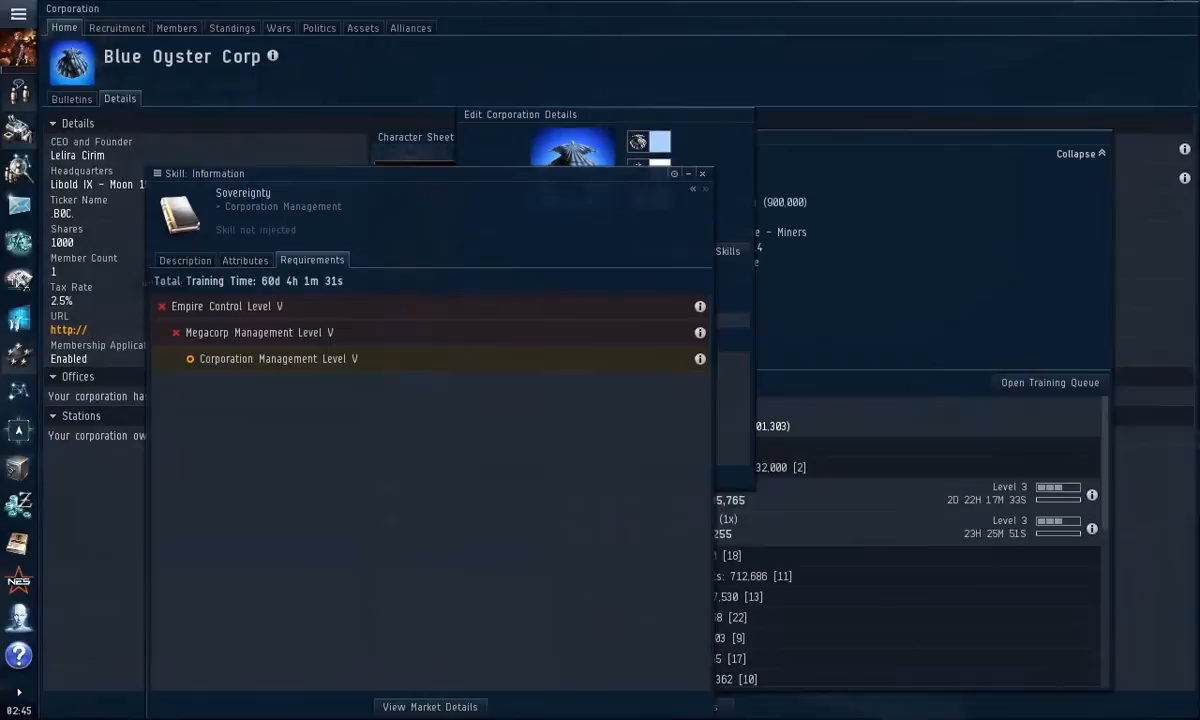 Corporation
Home Recruitment Members Standings Wars Politics Assets Alliances
Blue Oyster Corp
Bulletins Details
Details
CEO and Founder
Lelira Cirim
Headquarters
Libold IX - Moon 1
Ticker Name
.B0C.
Shares
1000
Member Count
1
Tax Rate
2.5%
URL
http://
Membership Applica
Enabled
Offices
Your corporation ha
Stations
Your corporation ow
Character Sheet
Edit Corporation Details
Skill: Information
Sovereignty
- Corporation Management
Skill not injected
Description Attributes Requirements
Total Training Time: 60d 4h 1m 31s
Empire Control Level V
Megacorp Management Level V
Corporation Management Level V
View Market Details
Collapse
(900,000)
e - Miners
4
e
Skills
Open Training Queue
01,303)
32,000 [2]
5,765
Level 3
2D 22H 17M 33S
(1x)
255
Level 3
23H 25M 51S
[18]
ts: 712,686 [11]
7,530 [13]
8 [22]
03 [9]
5 [17]
362 [10]
s
NES
?
02:45